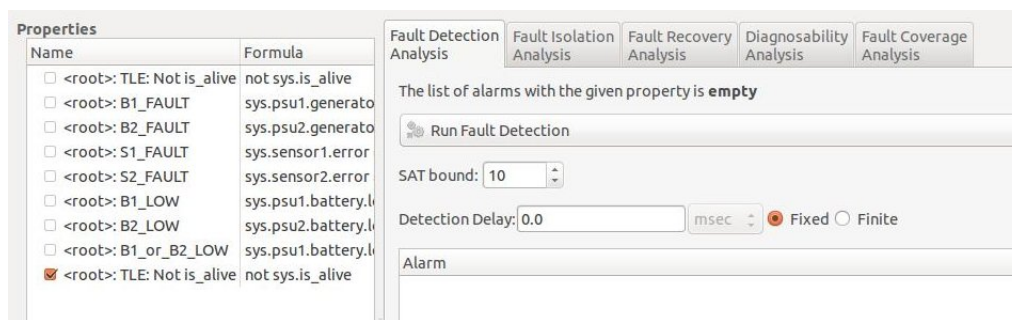 Properties
Name Formula
<root>: TLE: Not is_alive not sys.is_alive
<root>: B1_FAULT sys.psu1.generato
<root>: B2_FAULT sys.psu2.generato
<root>: S1_FAULT sys.sensor1.error
<root>: S2_FAULT sys.sensor2.error
<root>: B1_LOW sys.psu1.battery.l
<root>: B2_LOW sys.psu2.battery.l
<root>: B1_or_B2_LOW sys.psu1.battery.l
<root>: TLE: Not is_alive not sys.is_alive
Fault Detection Analysis
Fault Isolation Analysis
Fault Recovery Analysis
Diagnosability Analysis
Fault Coverage Analysis
The list of alarms with the given property is empty
Run Fault Detection
SAT bound: 10
Detection Delay: 0.0 msec Fixed Finite
Alarm